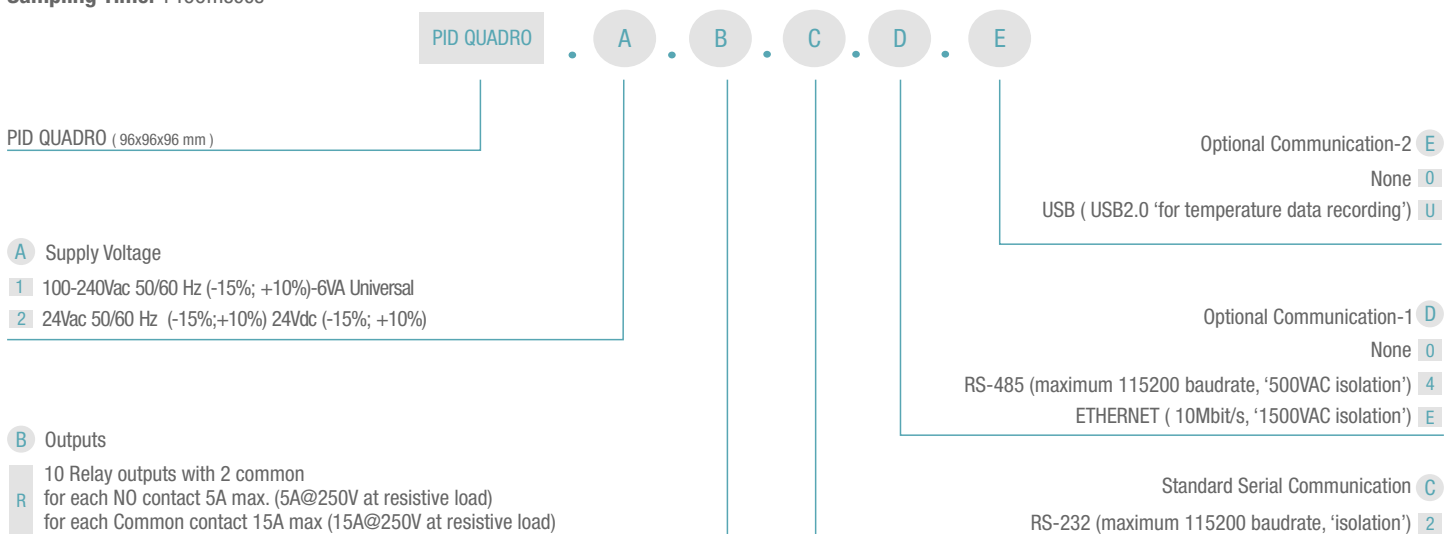 Sampling Time: : 100msecs
PID QUADRO . A . B . C . D . E
PID QUADRO ( 96x96x96 mm )
A Supply Voltage
1 100-240Vac 50/60 Hz (-15%; +10%)-6VA Universal
2 24Vac 50/60 Hz (-15%;+10%) 24Vdc (-15%; +10%)
B Outputs
R 10 Relay outputs with 2 common
for each NO contact 5A max. (5A@250V at resistive load)
for each Common contact 15A max (15A@250V at resistive load)
Optional Communication-2 E
None 0
USB ( USB2.0 ‘for temperature data recording’) U
Optional Communication-1 D
None 0
RS-485 (maximum 115200 baudrate, ‘500VAC isolation’) 4
ETHERNET ( 10Mbit/s, ‘1500VAC isolation’) E
Standard Serial Communication C
RS-232 (maximum 115200 baudrate, ‘isolation’) 2